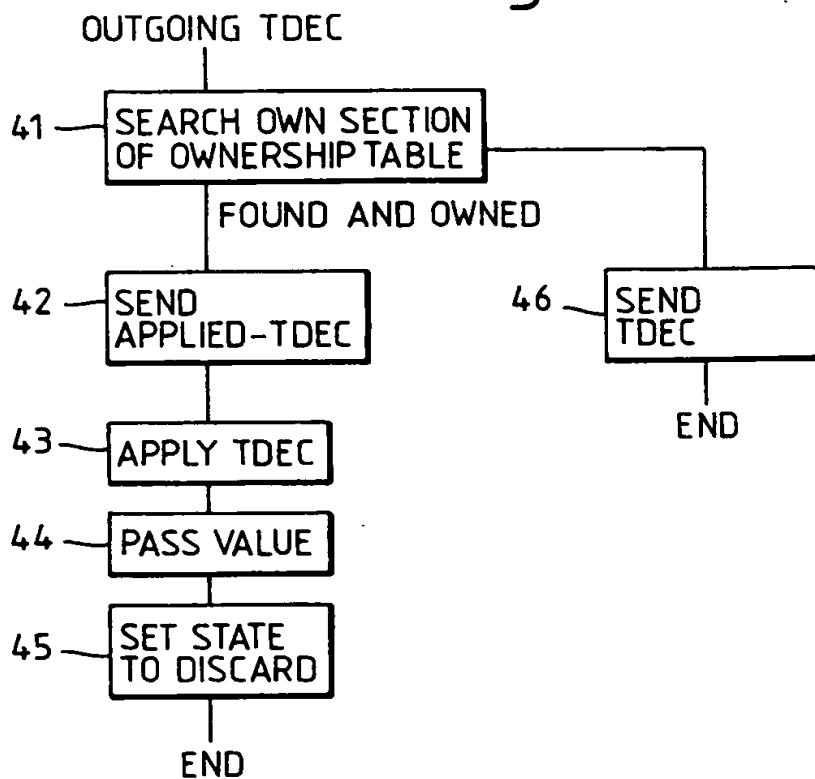 OUTGOING TDEC
41
SEARCH OWN SECTION
OF OWNERSHIP TABLE
FOUND AND OWNED
42
SEND
APPLIED-TDEC
46
SEND
TDEC
END
43
APPLY TDEC
44
PASS VALUE
45
SET STATE
TO DISCARD
END